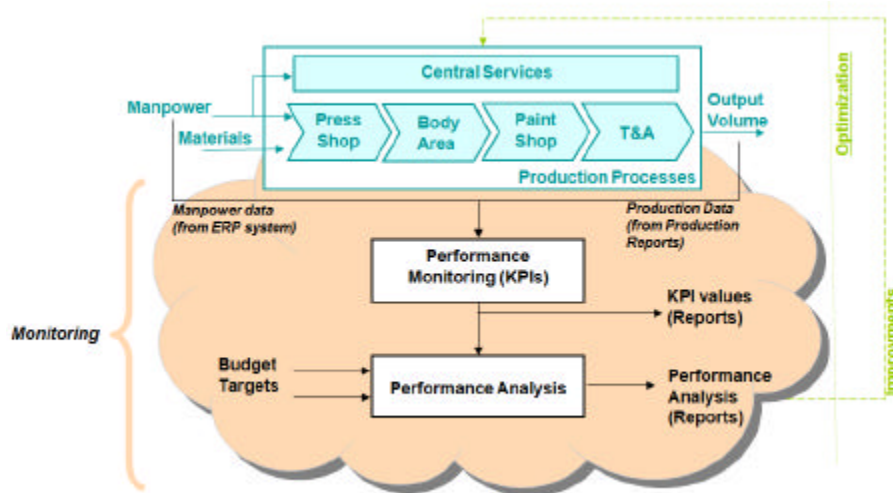 Central Services
Manpower
Materials
Press
Shop
Body
Area
Paint
Shop
T&A
Output
Volume
Production Processes
Optimization
Manpower data
(from ERP system)
Production Data
(from Production
Reports)
Performance
Monitoring (KPIs)
KPI values
(Reports)
Monitoring
Budget
Targets
Performance Analysis
Performance
Analysis
(Reports)